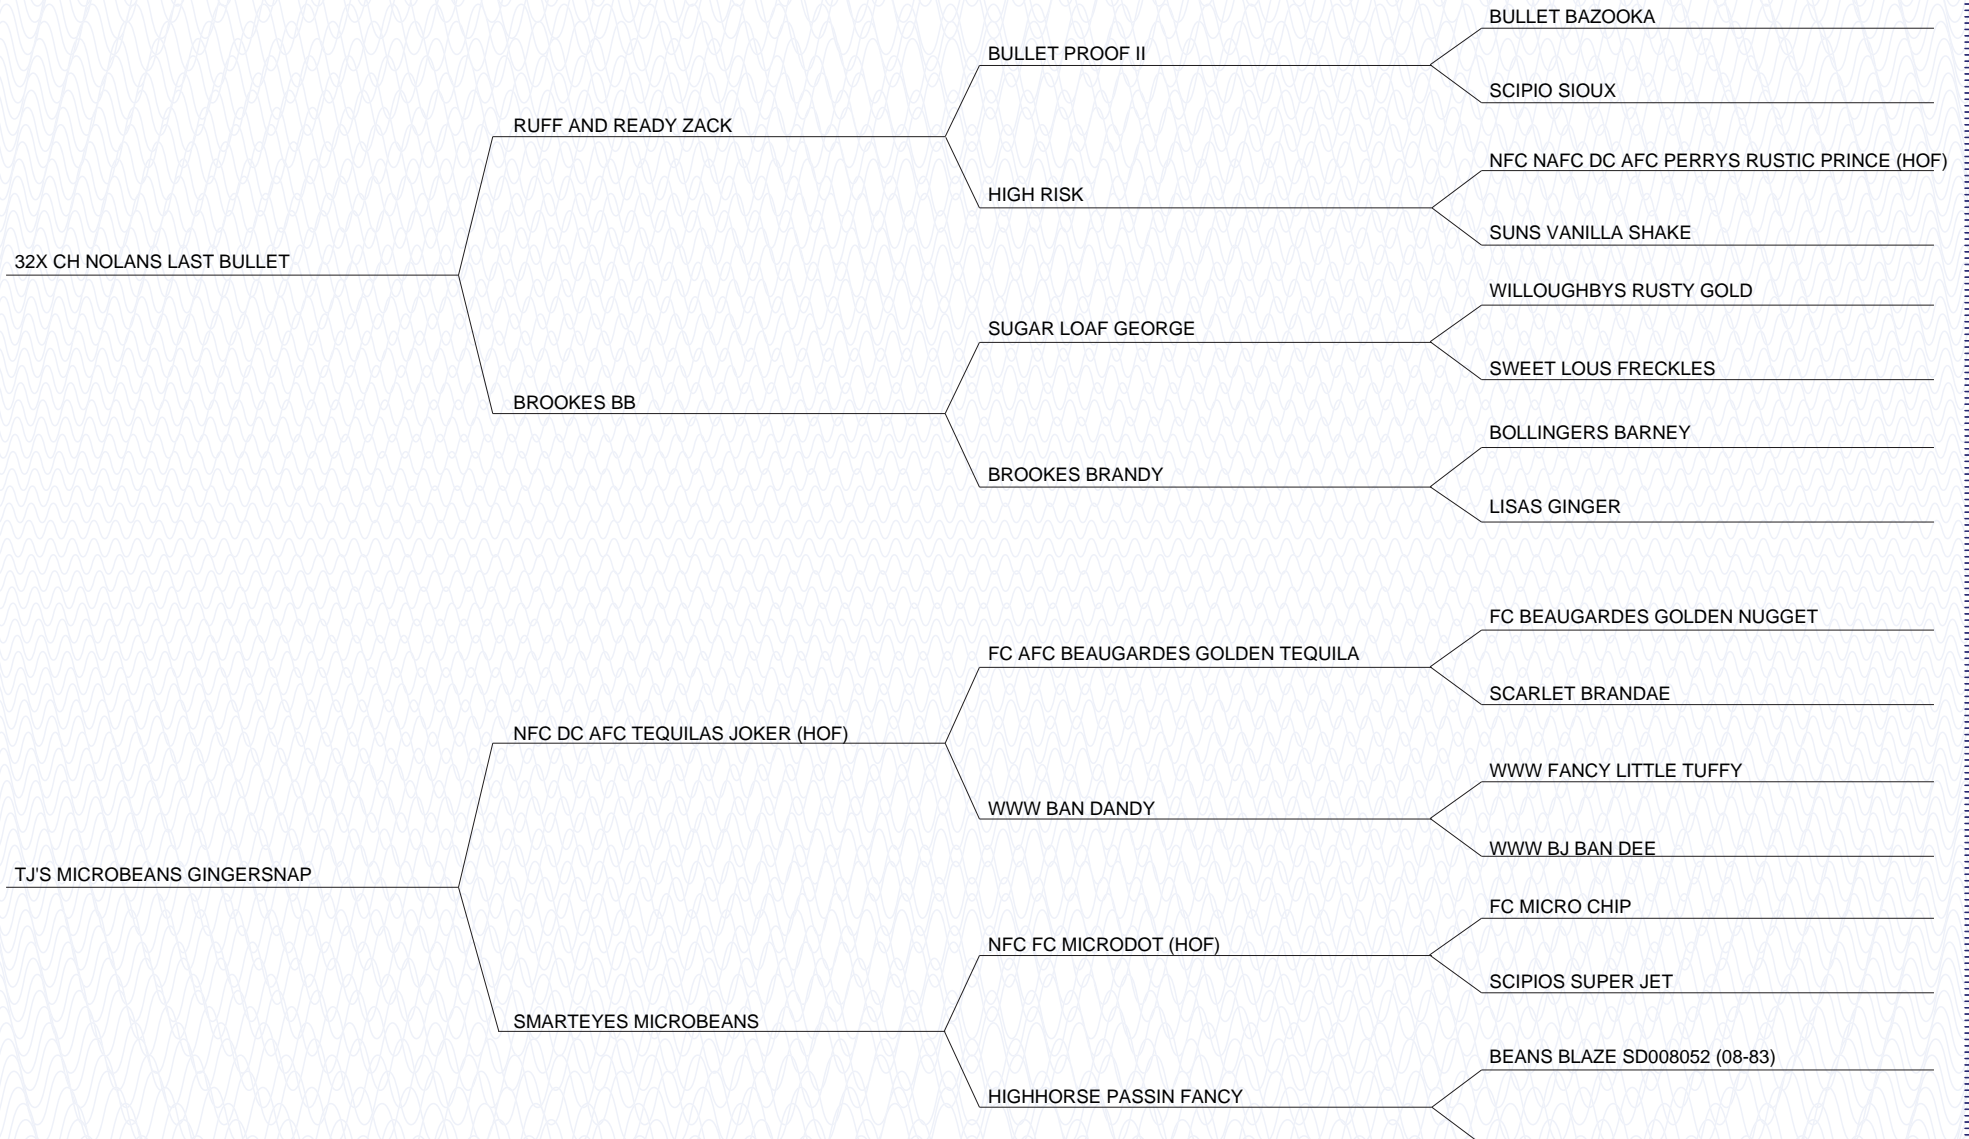 BULLET BAZOOKA
BULLET PROOF II
SCIPIO SIOUX
RUFF AND READY ZACK
NFC NAFC DC AFC PERRYS RUSTIC PRINCE (HOF)
HIGH RISK
SUNS VANILLA SHAKE
32X CH NOLANS LAST BULLET
WILLOUGHBYS RUSTY GOLD
SUGAR LOAF GEORGE
SWEET LOUS FRECKLES
BROOKES BB
BOLLINGERS BARNEY
BROOKES BRANDY
LISAS GINGER
FC BEAUGARDES GOLDEN NUGGET
FC AFC BEAUGARDES GOLDEN TEQUILA
SCARLET BRANDAE
NFC DC AFC TEQUILAS JOKER (HOF)
WWW FANCY LITTLE TUFFY
WWW BAN DANDY
WWW BJ BAN DEE
TJ'S MICROBEANS GINGERSNAP
FC MICRO CHIP
NFC FC MICRODOT (HOF)
SCIPIOS SUPER JET
SMARTEYES MICROBEANS
BEANS BLAZE SD008052 (08-83)
HIGHHORSE PASSIN FANCY